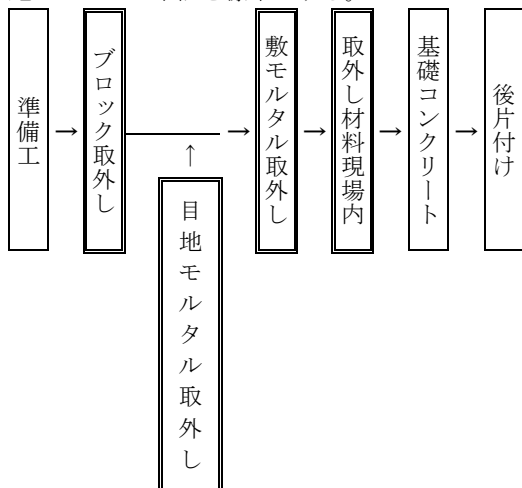 準備工
→
ブロック取外し
→
敷モルタル取外し
→
取外し材料現場内
→
基礎コンクリート
→
後片付け
↑
目地モルタル取外し